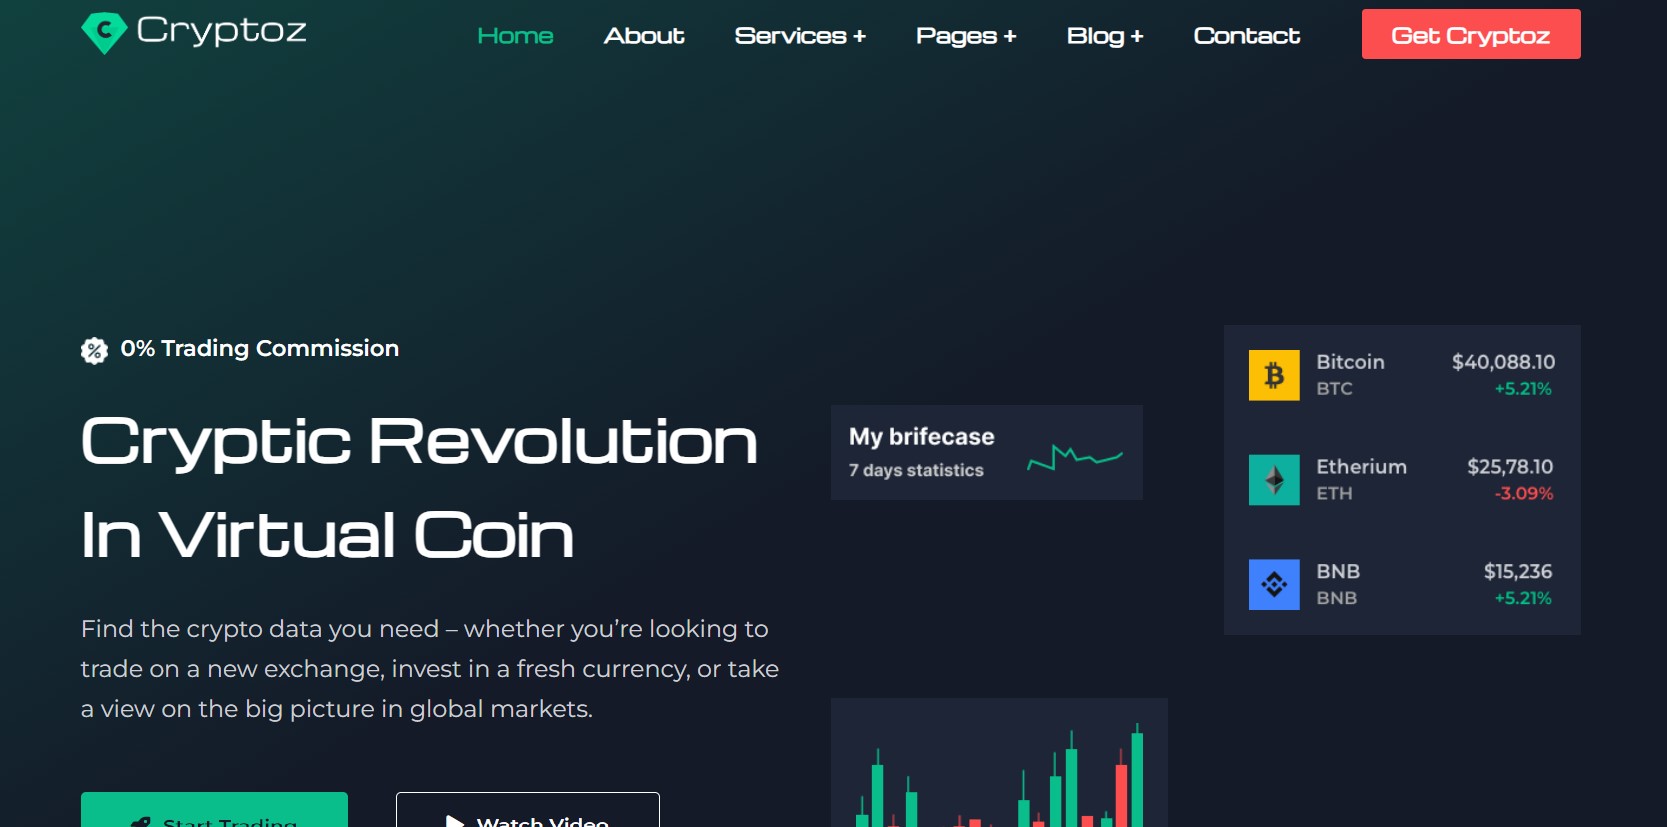 Cryptoz
Home About Services + Pages + Blog + Contact Get Cryptoz
0% Trading Commission
Cryptic Revolution
In Virtual Coin
Find the crypto data you need – whether you’re looking to
trade on a new exchange, invest in a fresh currency, or take
a view on the big picture in global markets.
Start Trading
Watch Video
My brifecase
7 days statistics
Bitcoin $40,088.10
BTC +5.21%
Etherium $25,78.10
ETH -3.09%
BNB $15,236
BNB +5.21%